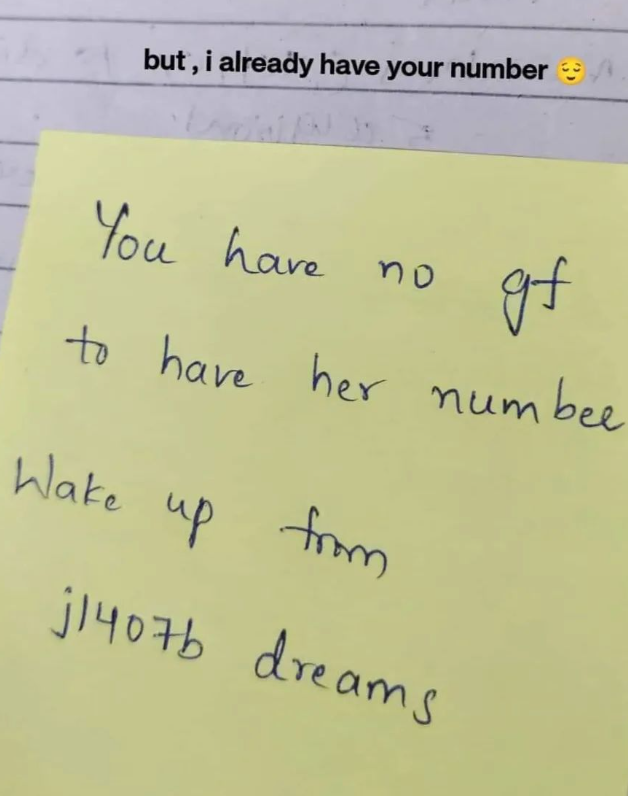 but , i already have your number 😌
You have no gf
to have her numbee
Wake up from
j1407b dreams